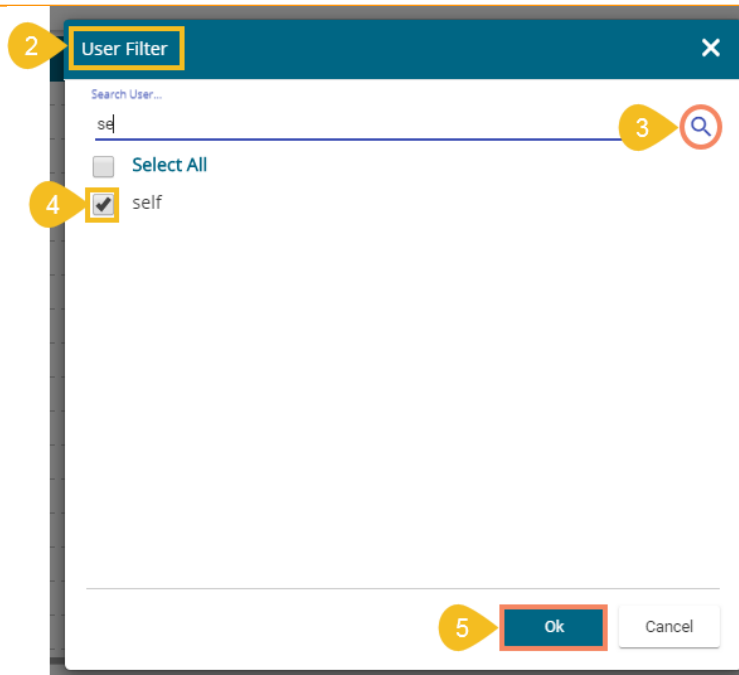 2 User Filter
Search User...
se
3
Select All
4 self
5 Ok Cancel